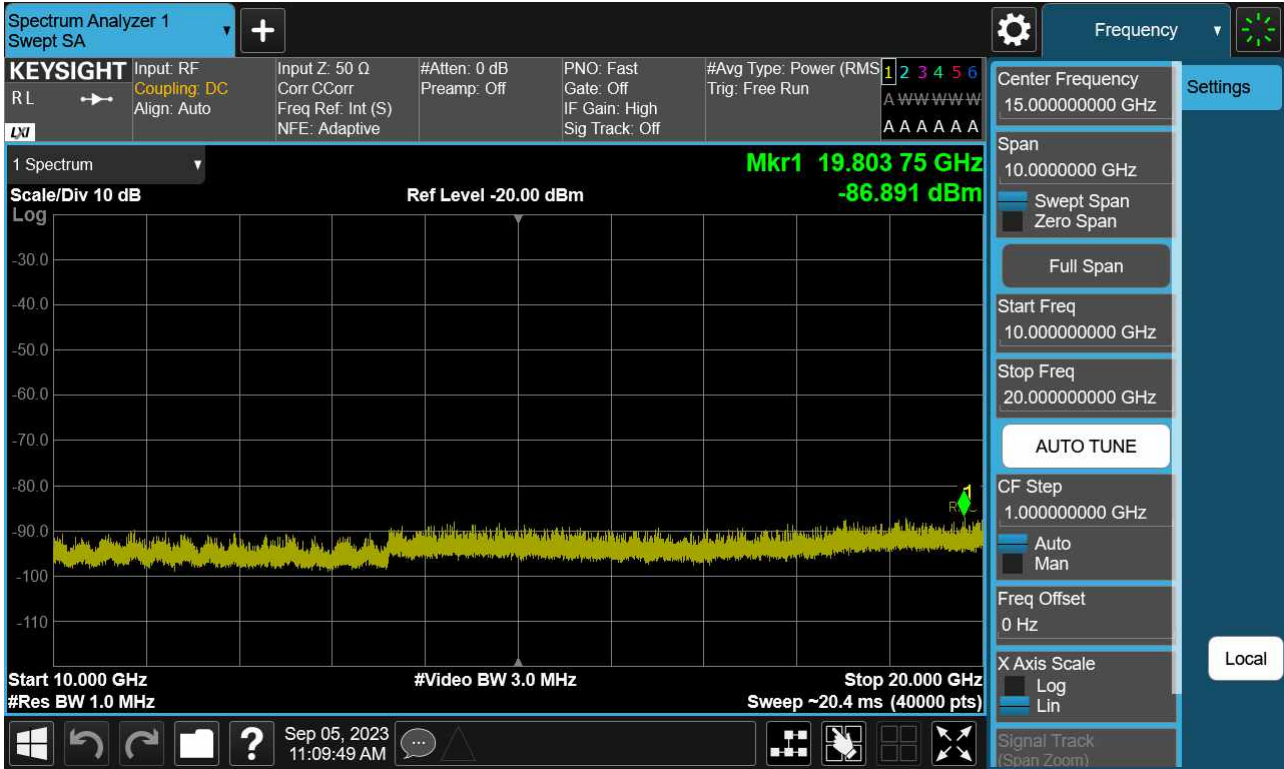 Spectrum Analyzer 1
Swept SA
Frequency
KEYSIGHT
R L
LXI
Input: RF
Coupling: DC
Align: Auto
Input Z: 50 Ω
Corr CCorr
Freq Ref: Int (S)
NFE: Adaptive
#Atten: 0 dB
Preamp: Off
PNO: Fast
Gate: Off
IF Gain: High
Sig Track: Off
#Avg Type: Power (RMS
Trig: Free Run
1 2 3 4 5 6
A W W W W W
A A A A A A
1 Spectrum
Scale/Div 10 dB
Log
Ref Level -20.00 dBm
Mkr1 19.803 75 GHz
-86.891 dBm
-30.0
-40.0
-50.0
-60.0
-70.0
-80.0
-90.0
-100
-110
1
Start 10.000 GHz
#Res BW 1.0 MHz
#Video BW 3.0 MHz
Stop 20.000 GHz
Sweep ~20.4 ms (40000 pts)
Center Frequency
15.000000000 GHz
Span
10.0000000 GHz
Swept Span
Zero Span
Full Span
Start Freq
10.000000000 GHz
Stop Freq
20.000000000 GHz
AUTO TUNE
CF Step
1.000000000 GHz
Auto
Man
Freq Offset
0 Hz
X Axis Scale
Log
Lin
Signal Track
(Span Zoom)
Settings
Local
?
Sep 05, 2023
11:09:49 AM